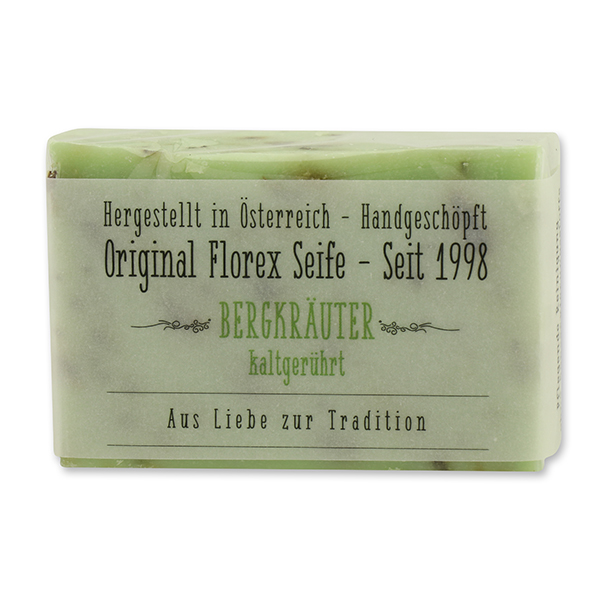 Hergestellt in Österreich - Handgeschöpft
Original Florex Seife - Seit 1998
BERGKRÄUTER
kaltgerührt
Aus Liebe zur Tradition